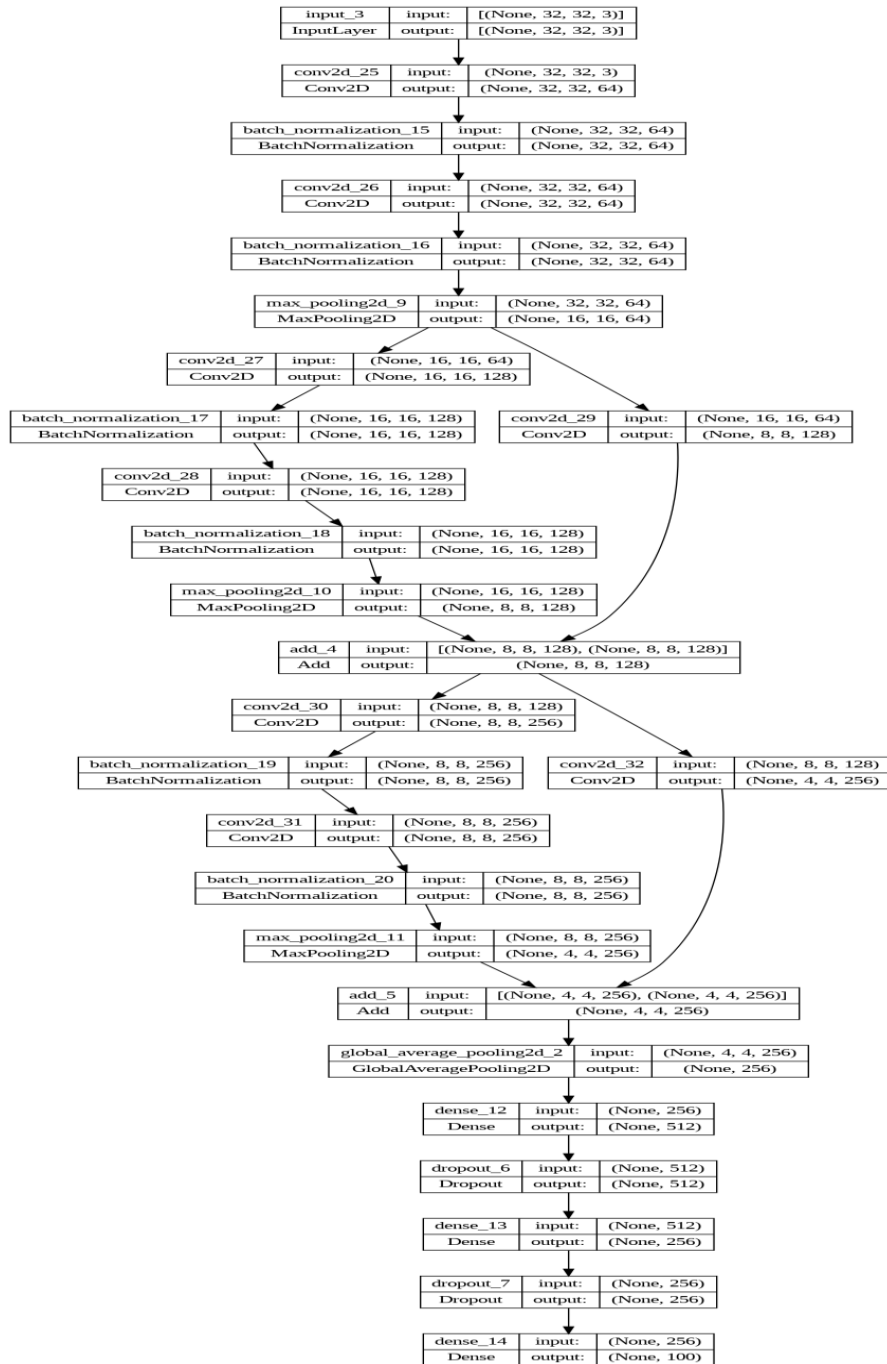 input_3 input: [(None, 32, 32, 3)]
InputLayer output: [(None, 32, 32, 3)]
conv2d_25 input: (None, 32, 32, 3)
Conv2D output: (None, 32, 32, 64)
batch_normalization_15 input: (None, 32, 32, 64)
BatchNormalization output: (None, 32, 32, 64)
conv2d_26 input: (None, 32, 32, 64)
Conv2D output: (None, 32, 32, 64)
batch_normalization_16 input: (None, 32, 32, 64)
BatchNormalization output: (None, 32, 32, 64)
max_pooling2d_9 input: (None, 32, 32, 64)
MaxPooling2D output: (None, 16, 16, 64)
conv2d_27 input: (None, 16, 16, 64)
Conv2D output: (None, 16, 16, 128)
batch_normalization_17 input: (None, 16, 16, 128)
BatchNormalization output: (None, 16, 16, 128)
conv2d_29 input: (None, 16, 16, 64)
Conv2D output: (None, 8, 8, 128)
conv2d_28 input: (None, 16, 16, 128)
Conv2D output: (None, 16, 16, 128)
batch_normalization_18 input: (None, 16, 16, 128)
BatchNormalization output: (None, 16, 16, 128)
max_pooling2d_10 input: (None, 16, 16, 128)
MaxPooling2D output: (None, 8, 8, 128)
add_4 input: [(None, 8, 8, 128), (None, 8, 8, 128)]
Add output: (None, 8, 8, 128)
conv2d_30 input: (None, 8, 8, 128)
Conv2D output: (None, 8, 8, 256)
batch_normalization_19 input: (None, 8, 8, 256)
BatchNormalization output: (None, 8, 8, 256)
conv2d_32 input: (None, 8, 8, 128)
Conv2D output: (None, 4, 4, 256)
conv2d_31 input: (None, 8, 8, 256)
Conv2D output: (None, 8, 8, 256)
batch_normalization_20 input: (None, 8, 8, 256)
BatchNormalization output: (None, 8, 8, 256)
max_pooling2d_11 input: (None, 8, 8, 256)
MaxPooling2D output: (None, 4, 4, 256)
add_5 input: [(None, 4, 4, 256), (None, 4, 4, 256)]
Add output: (None, 4, 4, 256)
global_average_pooling2d_2 input: (None, 4, 4, 256)
GlobalAveragePooling2D output: (None, 256)
dense_12 input: (None, 256)
Dense output: (None, 512)
dropout_6 input: (None, 512)
Dropout output: (None, 512)
dense_13 input: (None, 512)
Dense output: (None, 256)
dropout_7 input: (None, 256)
Dropout output: (None, 256)
dense_14 input: (None, 256)
Dense output: (None, 100)